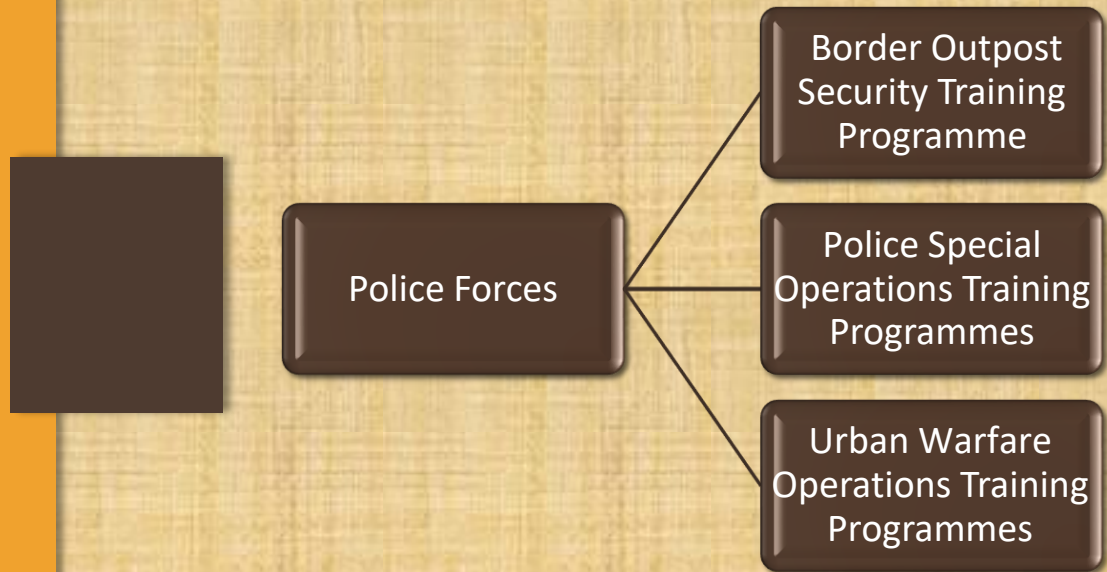 Police Forces
Border Outpost
Security Training
Programme
Police Special
Operations Training
Programmes
Urban Warfare
Operations Training
Programmes